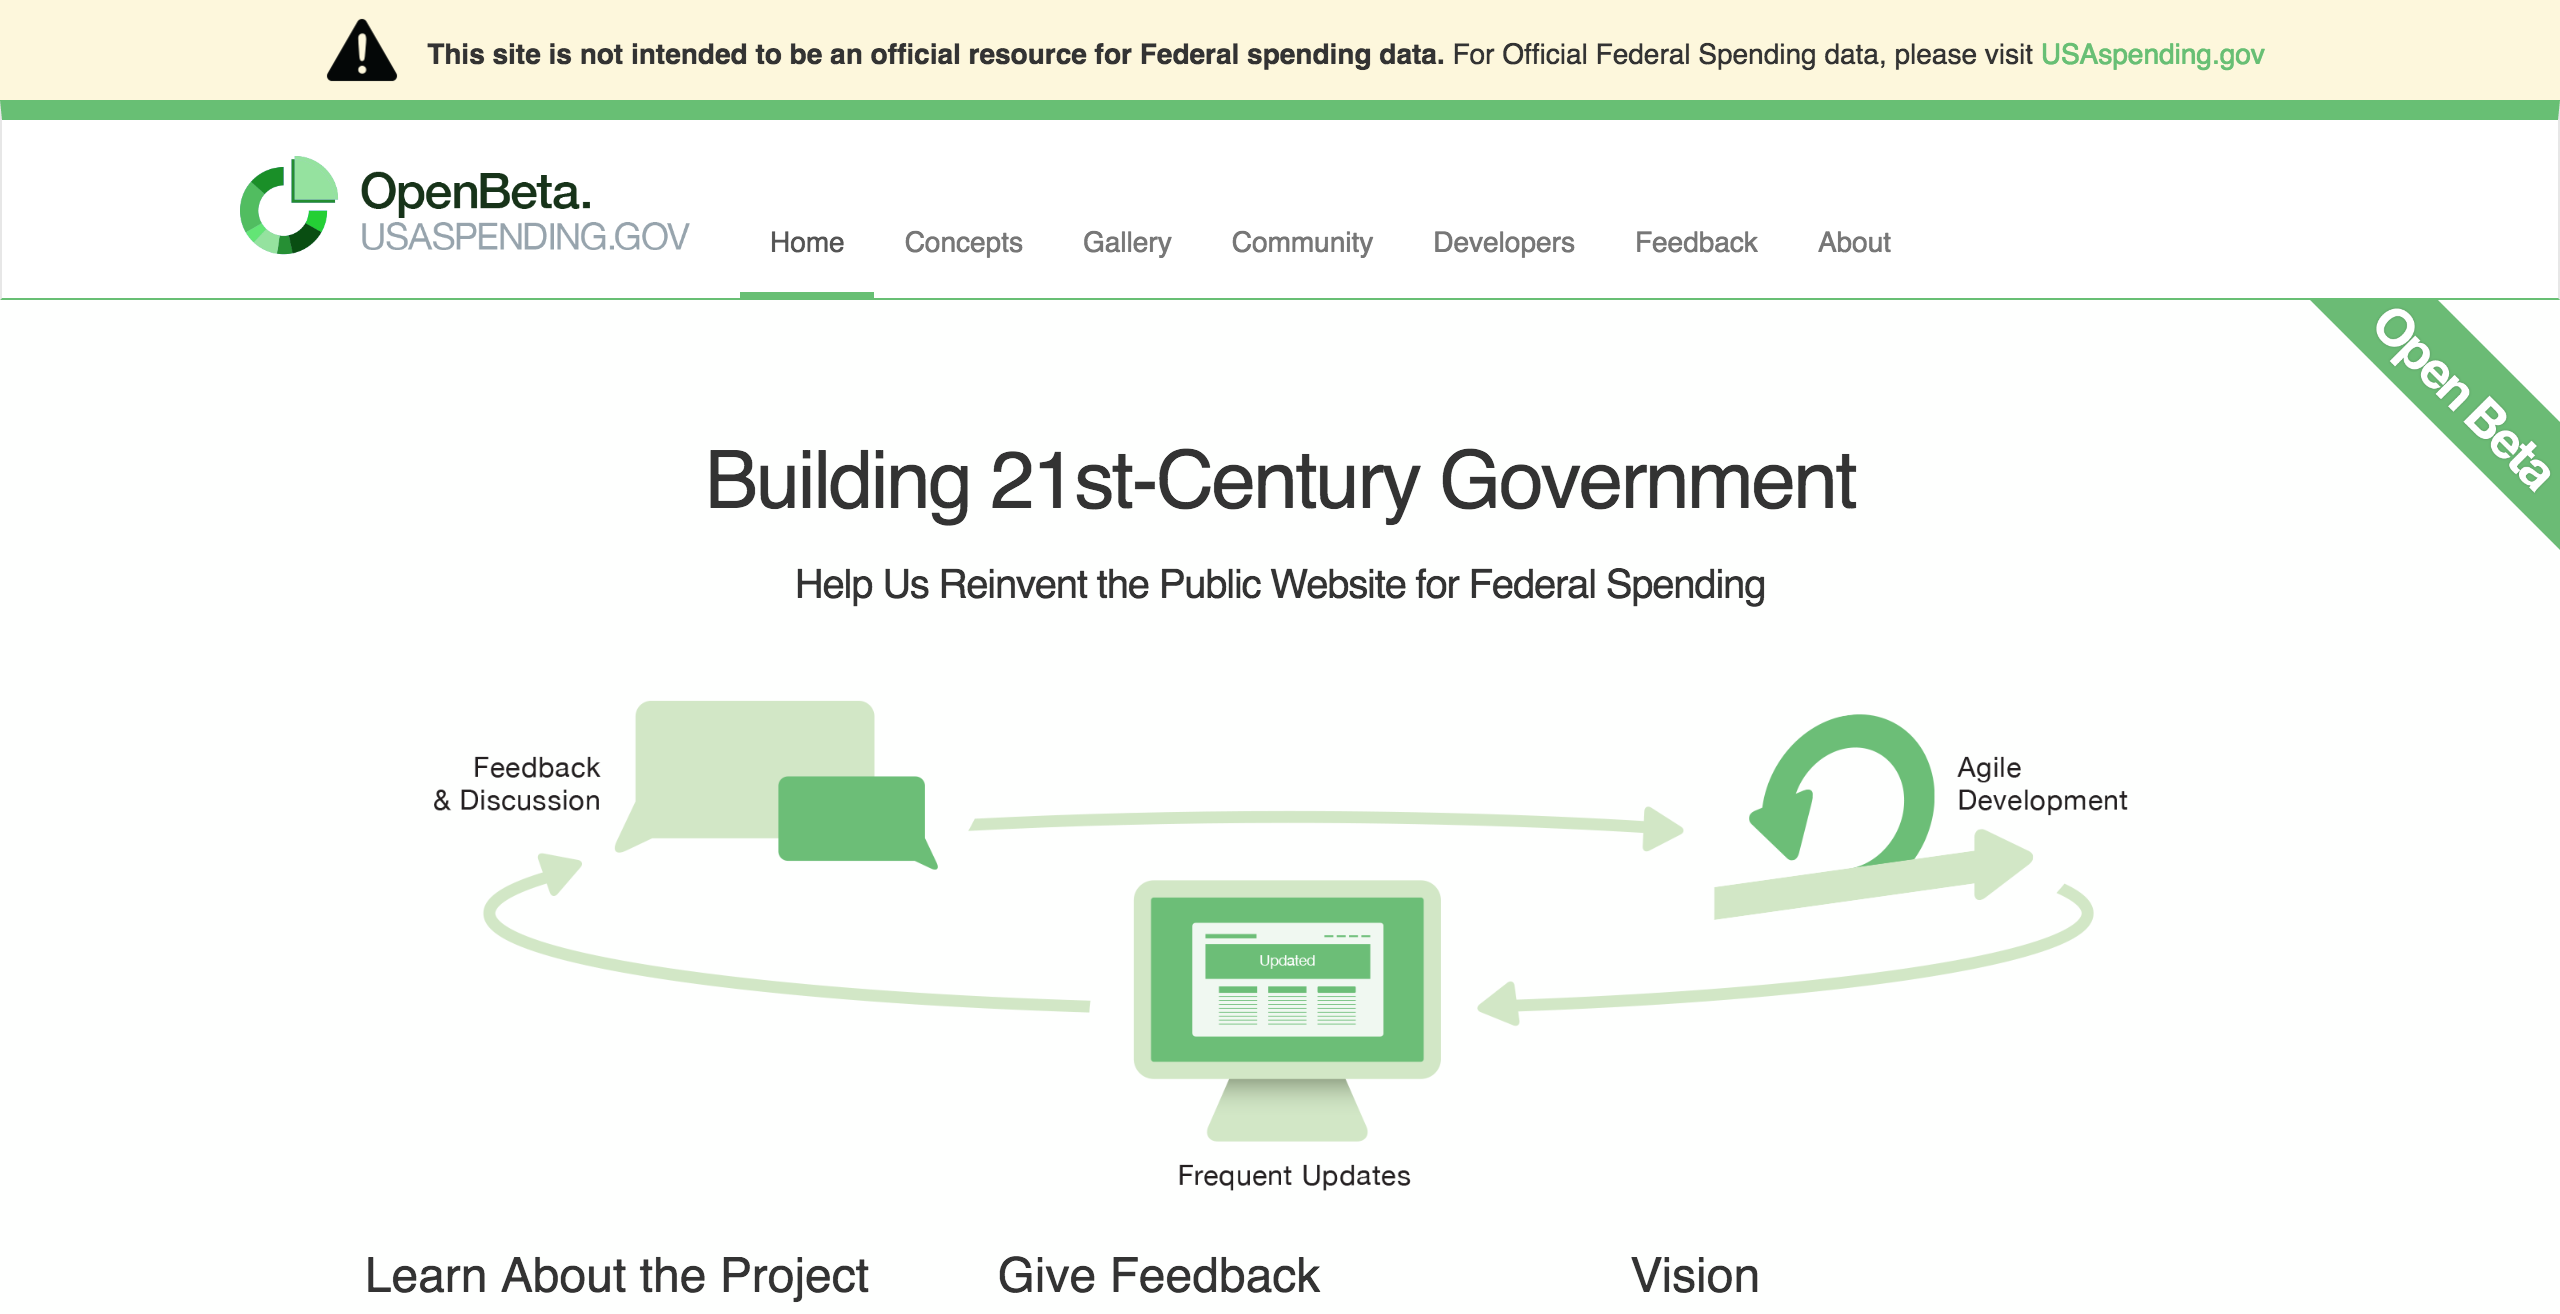 This site is not intended to be an official resource for Federal spending data. For Official Federal Spending data, please visit USAspending.gov
OpenBeta.
USASPENDING.GOV
Home Concepts Gallery Community Developers Feedback About
Open Beta
Building 21st-Century Government
Help Us Reinvent the Public Website for Federal Spending
Feedback
& Discussion
Agile
Development
Updated
Frequent Updates
Learn About the Project Give Feedback Vision